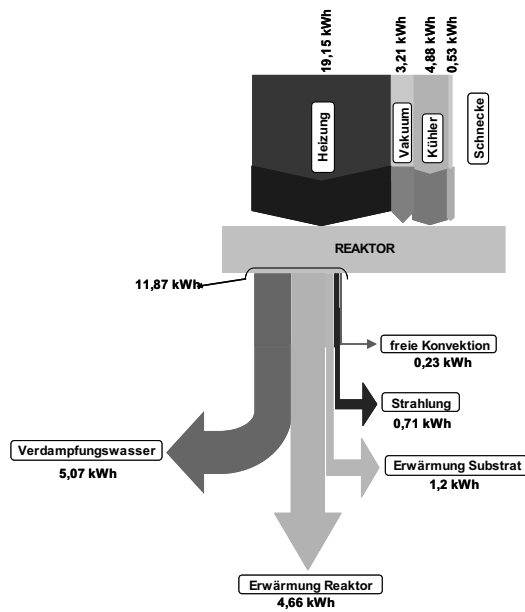 19,15 kWh
3,21 kWh
4,88 kWh
0,53 kWh
Heizung
Vakuum
Kühler
Schnecke
REAKTOR
11,87 kWh
freie Konvektion
0,23 kWh
Strahlung
0,71 kWh
Verdampfungswasser
5,07 kWh
Erwärmung Substrat
1,2 kWh
Erwärmung Reaktor
4,66 kWh